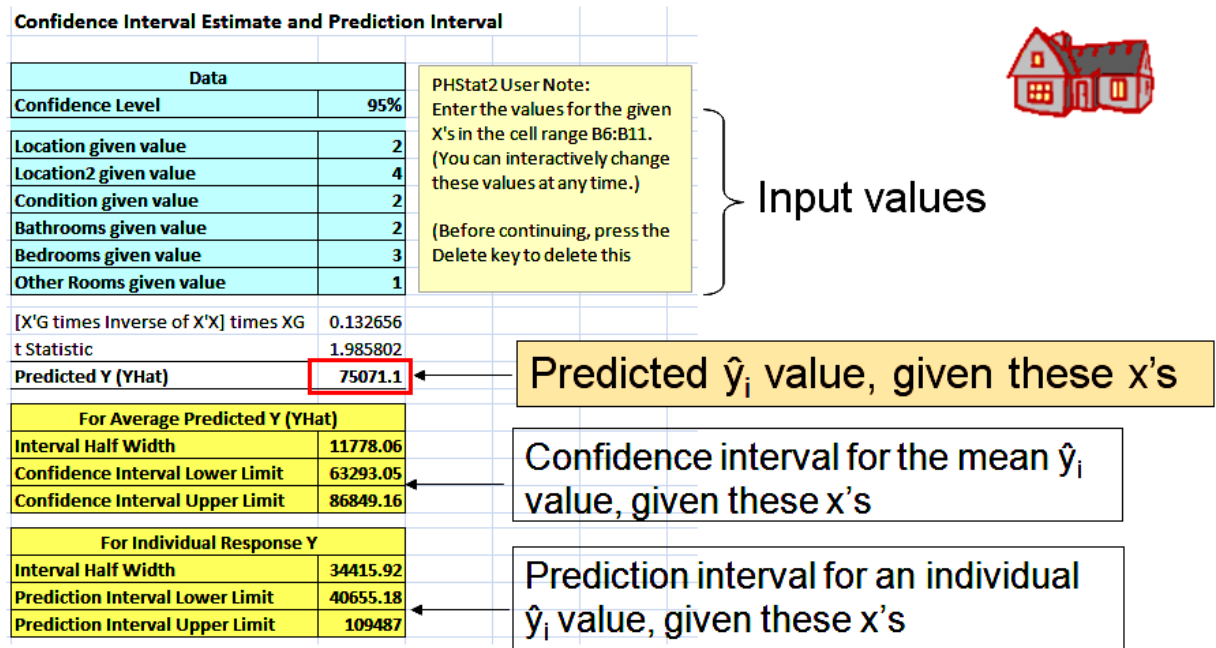 Confidence Interval Estimate and Prediction Interval
Data
Confidence Level 95%
Location given value 2
Location2 given value 4
Condition given value 2
Bathrooms given value 2
Bedrooms given value 3
Other Rooms given value 1
PHStat2 User Note:
Enter the values for the given
X's in the cell range B6:B11.
(You can interactively change
these values at any time.)
(Before continuing, press the
Delete key to delete this
Input values
[X'G times Inverse of X'X] times XG 0.132656
t Statistic 1.985802
Predicted Y (YHat) 75071.1
Predicted ŷi value, given these x's
For Average Predicted Y (YHat)
Interval Half Width 11778.06
Confidence Interval Lower Limit 63293.05
Confidence Interval Upper Limit 86849.16
Confidence interval for the mean ŷi
value, given these x's
For Individual Response Y
Interval Half Width 34415.92
Prediction Interval Lower Limit 40655.18
Prediction Interval Upper Limit 109487
Prediction interval for an individual
ŷi value, given these x's